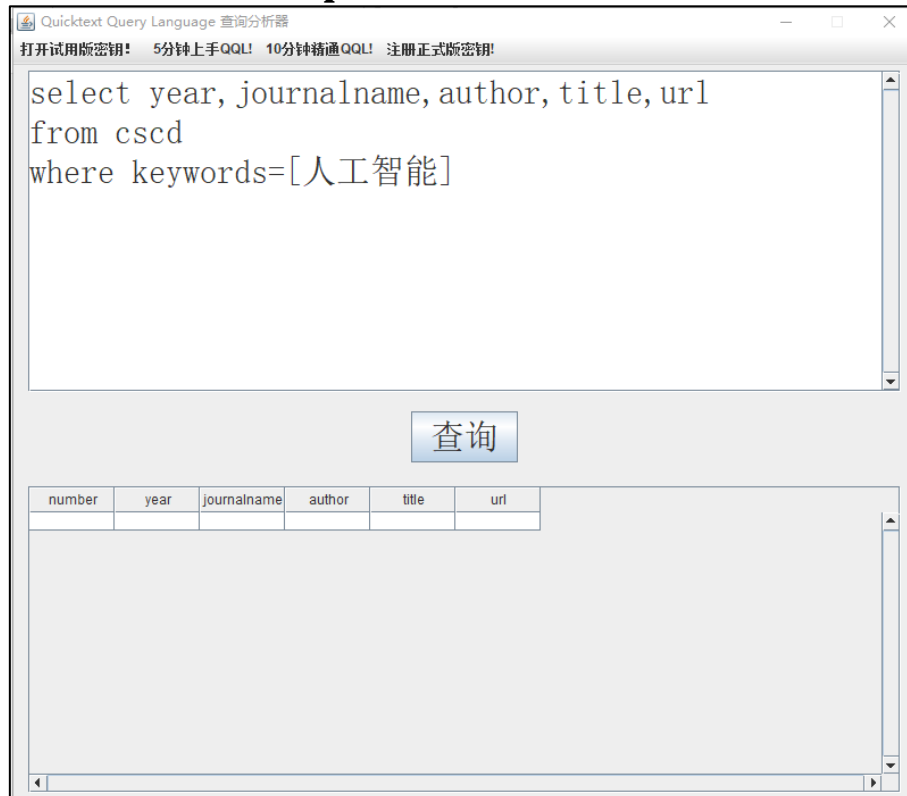 Quicktext Query Language 查询分析器
打开试用版密钥! 5分钟上手QQL! 10分钟精通QQL! 注册正式版密钥!
select year,journalname,author,title,url
from cscd
where keywords=[人工智能]
查询
number year journalname author title url